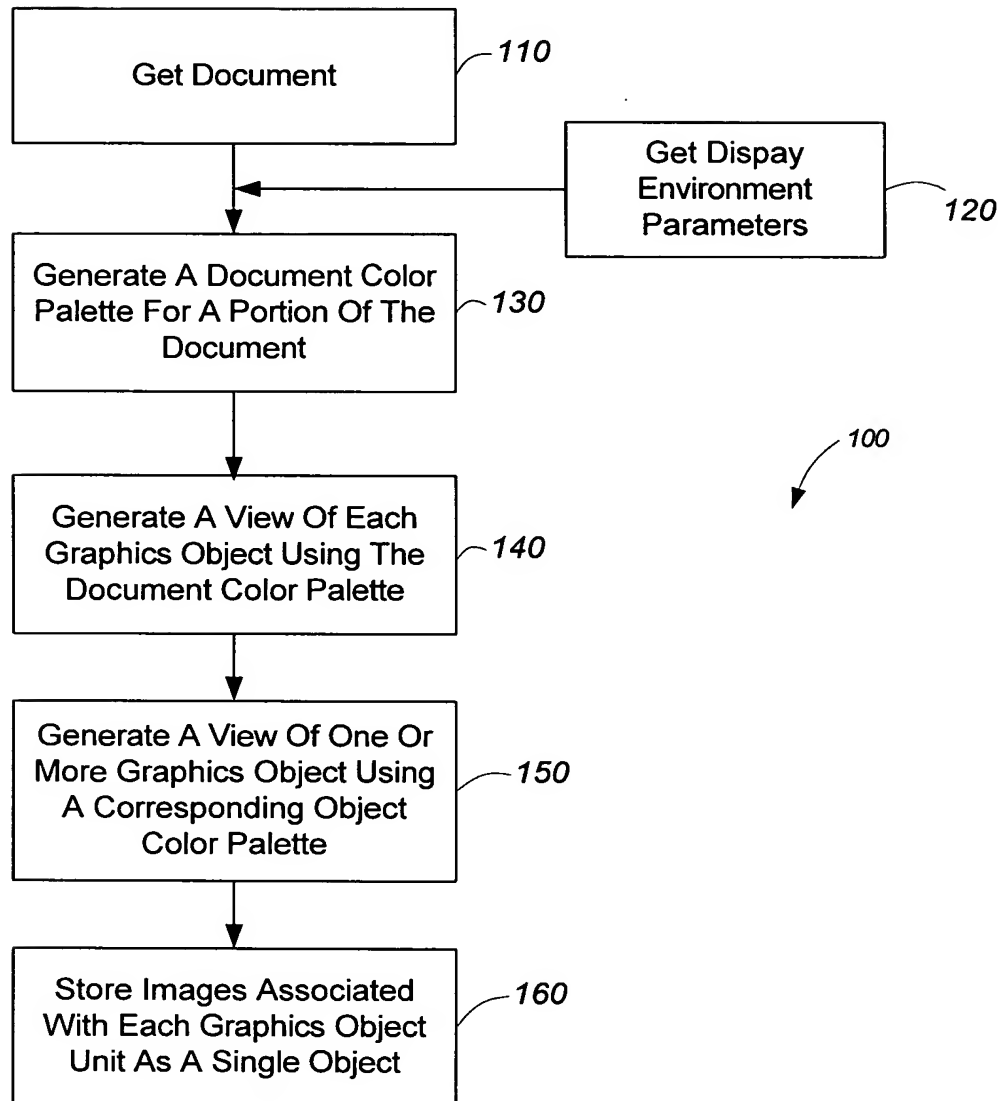 Get Document
110
Get Dispay
Environment
Parameters
120
Generate A Document Color
Palette For A Portion Of The
Document
130
100
Generate A View Of Each
Graphics Object Using The
Document Color Palette
140
Generate A View Of One Or
More Graphics Object Using
A Corresponding Object
Color Palette
150
Store Images Associated
With Each Graphics Object
Unit As A Single Object
160